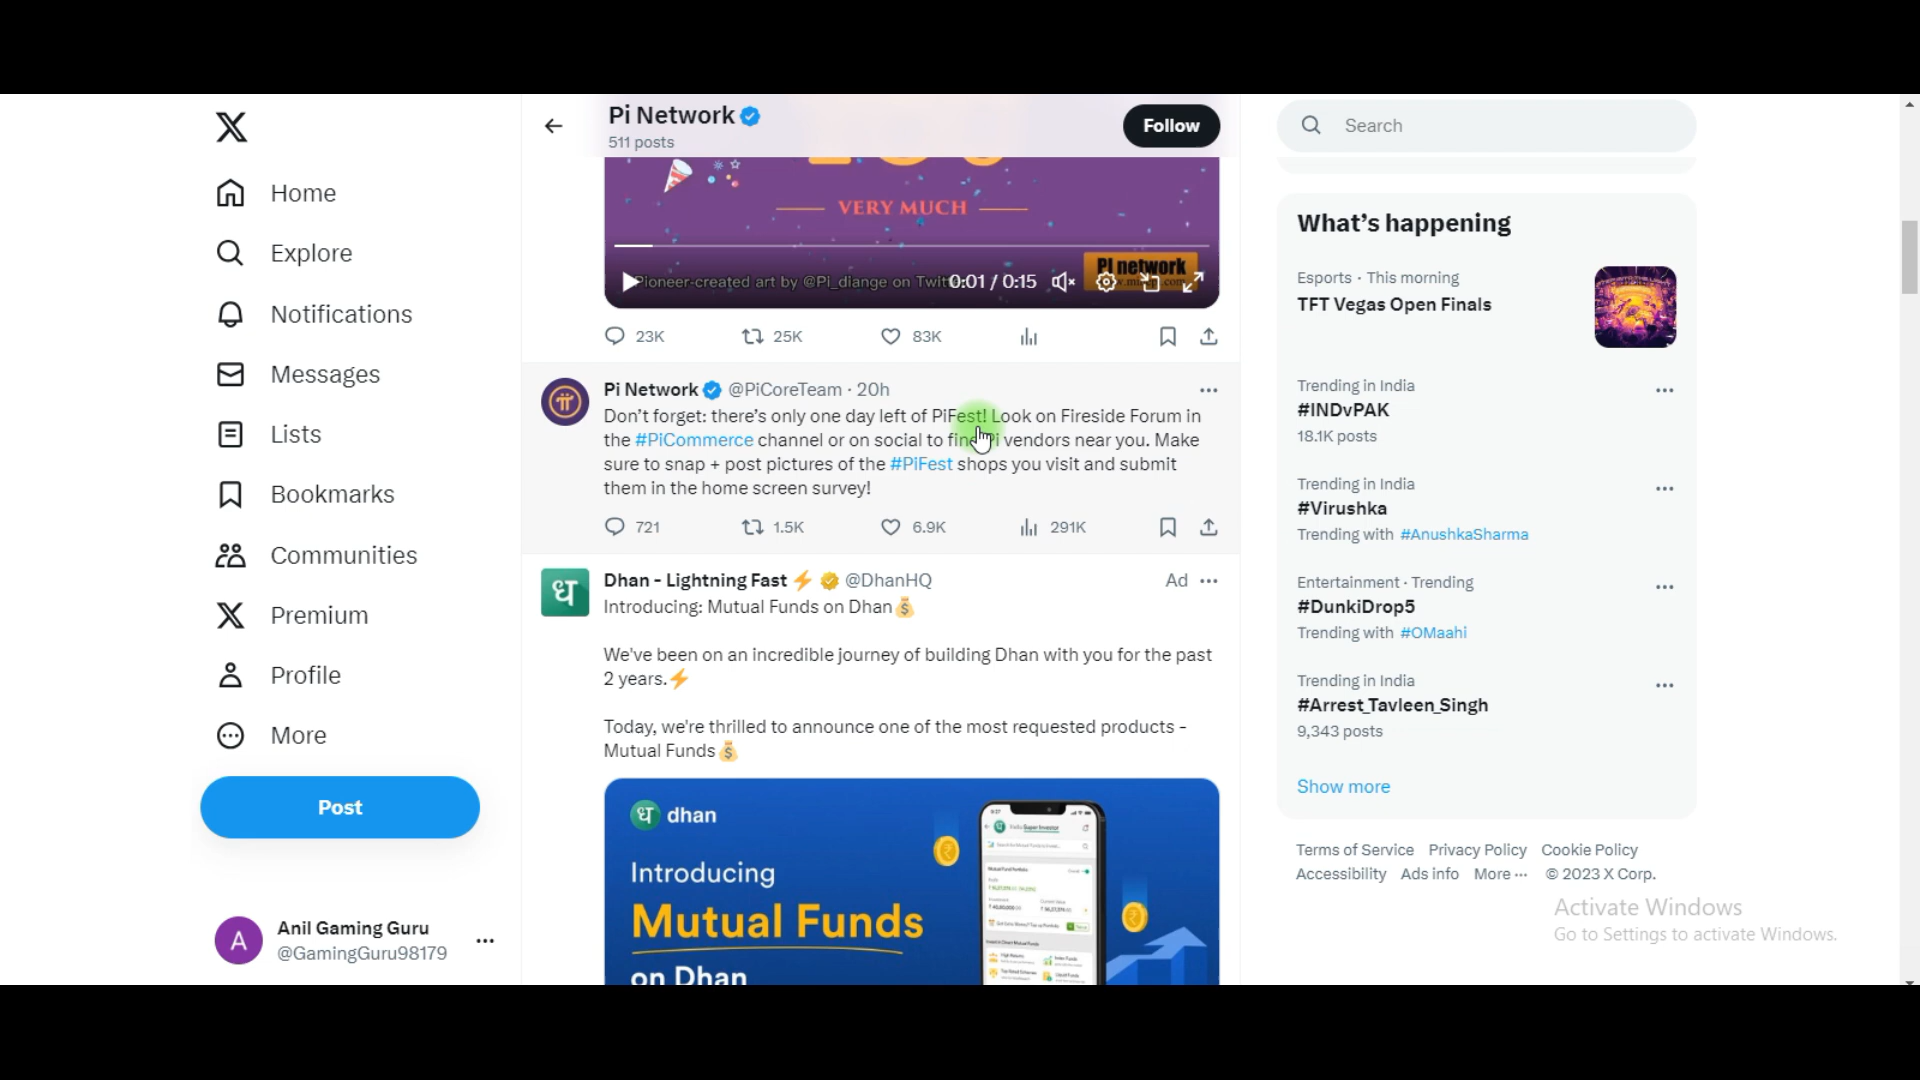 Home
Explore
Notifications
Messages
Lists
Bookmarks
Communities
Premium
Profile
More
Post
Anil Gaming Guru
@GamingGuru98179
Pi Network
511 posts
Follow
VERY MUCH
Pioneer-created art by @Pi_diange on Twitt
0:01 / 0:15
PI network
23K 25K 83K
Pi Network @PiCoreTeam · 20h
Don't forget: there's only one day left of PiFest! Look on Fireside Forum in
the #PiCommerce channel or on social to find Pi vendors near you. Make
sure to snap + post pictures of the #PiFest shops you visit and submit
them in the home screen survey!
721 1.5K 6.9K 291K
Dhan - Lightning Fast⚡ @DhanHQ Ad
Introducing: Mutual Funds on Dhan💰
We've been on an incredible journey of building Dhan with you for the past
2 years.⚡
Today, we're thrilled to announce one of the most requested products -
Mutual Funds💰
ध dhan
Introducing
Mutual Funds
on Dhan
Search
What's happening
Esports · This morning
TFT Vegas Open Finals
Trending in India
#INDvPAK
18.1K posts
Trending in India
#Virushka
Trending with #AnushkaSharma
Entertainment · Trending
#DunkiDrop5
Trending with #OMaahi
Trending in India
#Arrest_Tavleen_Singh
9,343 posts
Show more
Terms of Service Privacy Policy Cookie Policy
Accessibility Ads info More ··· © 2023 X Corp.
Activate Windows
Go to Settings to activate Windows.